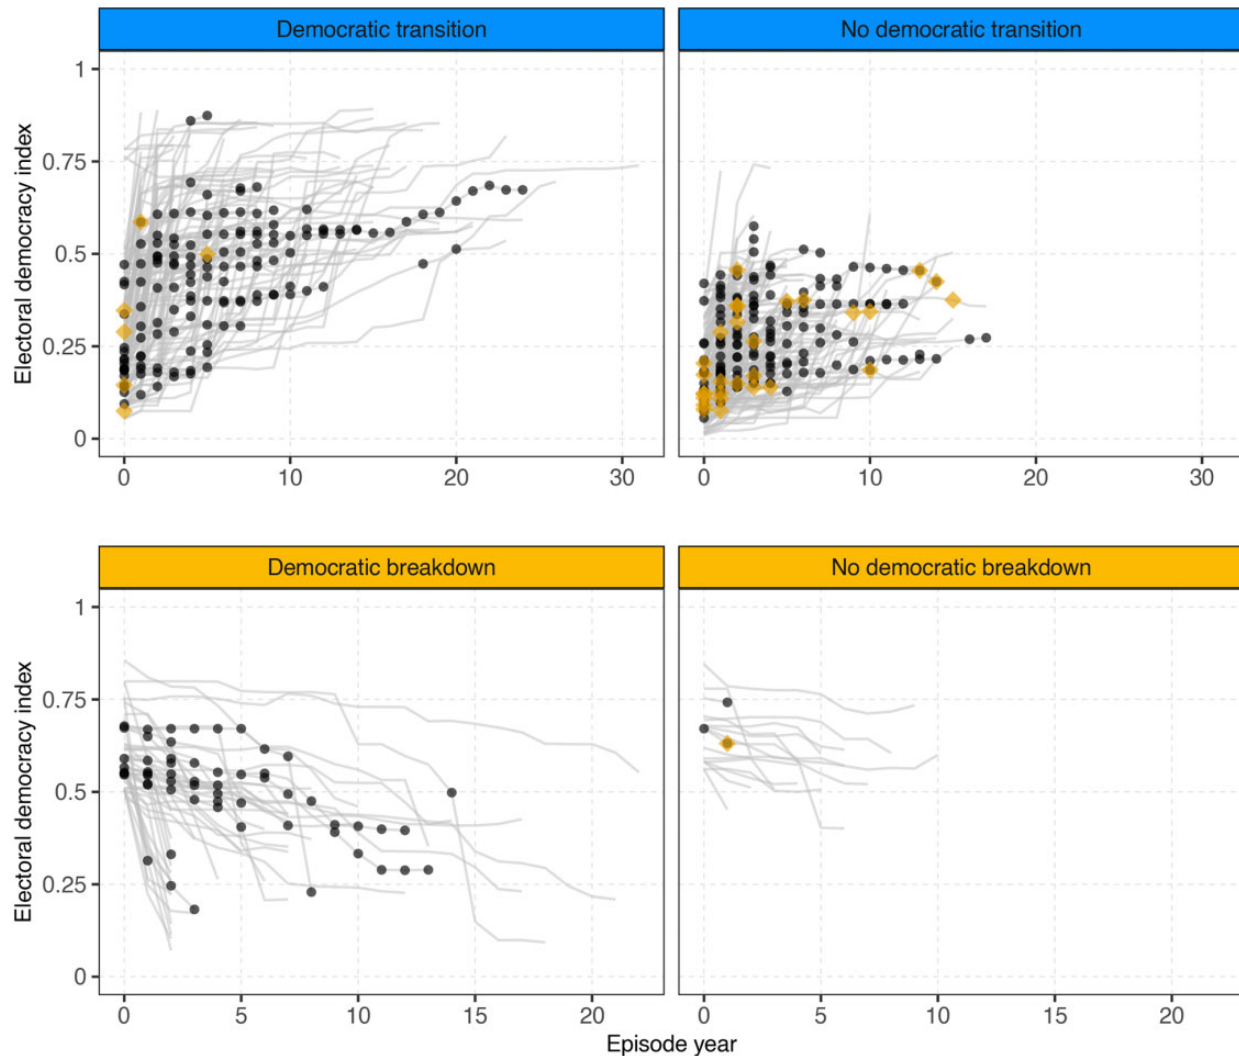 Democratic transition
No democratic transition
1
0.75
0.5
0.25
0
Electoral democracy index
0 10 20 30
0 10 20 30
Democratic breakdown
No democratic breakdown
1
0.75
0.5
0.25
0
Electoral democracy index
0 5 10 15 20
0 5 10 15 20
Episode year